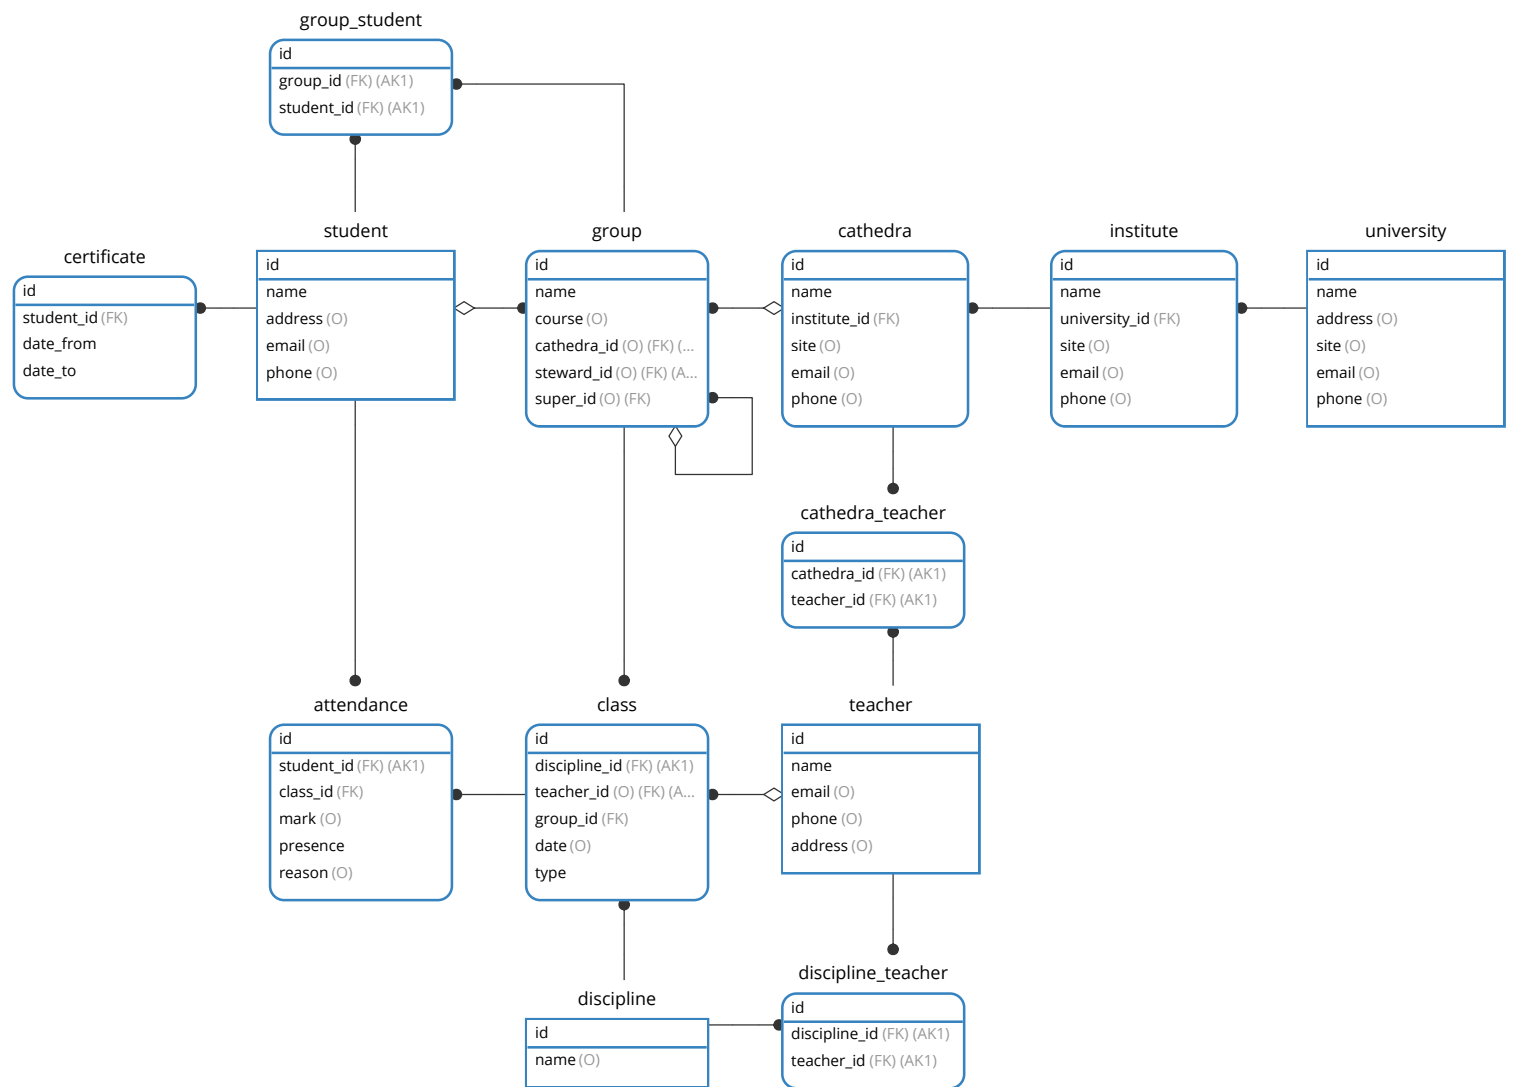 group_student
id
group_id (FK) (AK1)
student_id (FK) (AK1)
certificate
id
student_id (FK)
date_from
date_to
student
id
name
address (O)
email (O)
phone (O)
group
id
name
course (O)
cathedra_id (O) (FK) (...
steward_id (O) (FK) (A...
super_id (O) (FK)
cathedra
id
name
institute_id (FK)
site (O)
email (O)
phone (O)
institute
id
name
university_id (FK)
site (O)
email (O)
phone (O)
university
id
name
address (O)
site (O)
email (O)
phone (O)
cathedra_teacher
id
cathedra_id (FK) (AK1)
teacher_id (FK) (AK1)
attendance
id
student_id (FK) (AK1)
class_id (FK)
mark (O)
presence
reason (O)
class
id
discipline_id (FK) (AK1)
teacher_id (O) (FK) (A...
group_id (FK)
date (O)
type
teacher
id
name
email (O)
phone (O)
address (O)
discipline
id
name (O)
discipline_teacher
id
discipline_id (FK) (AK1)
teacher_id (FK) (AK1)